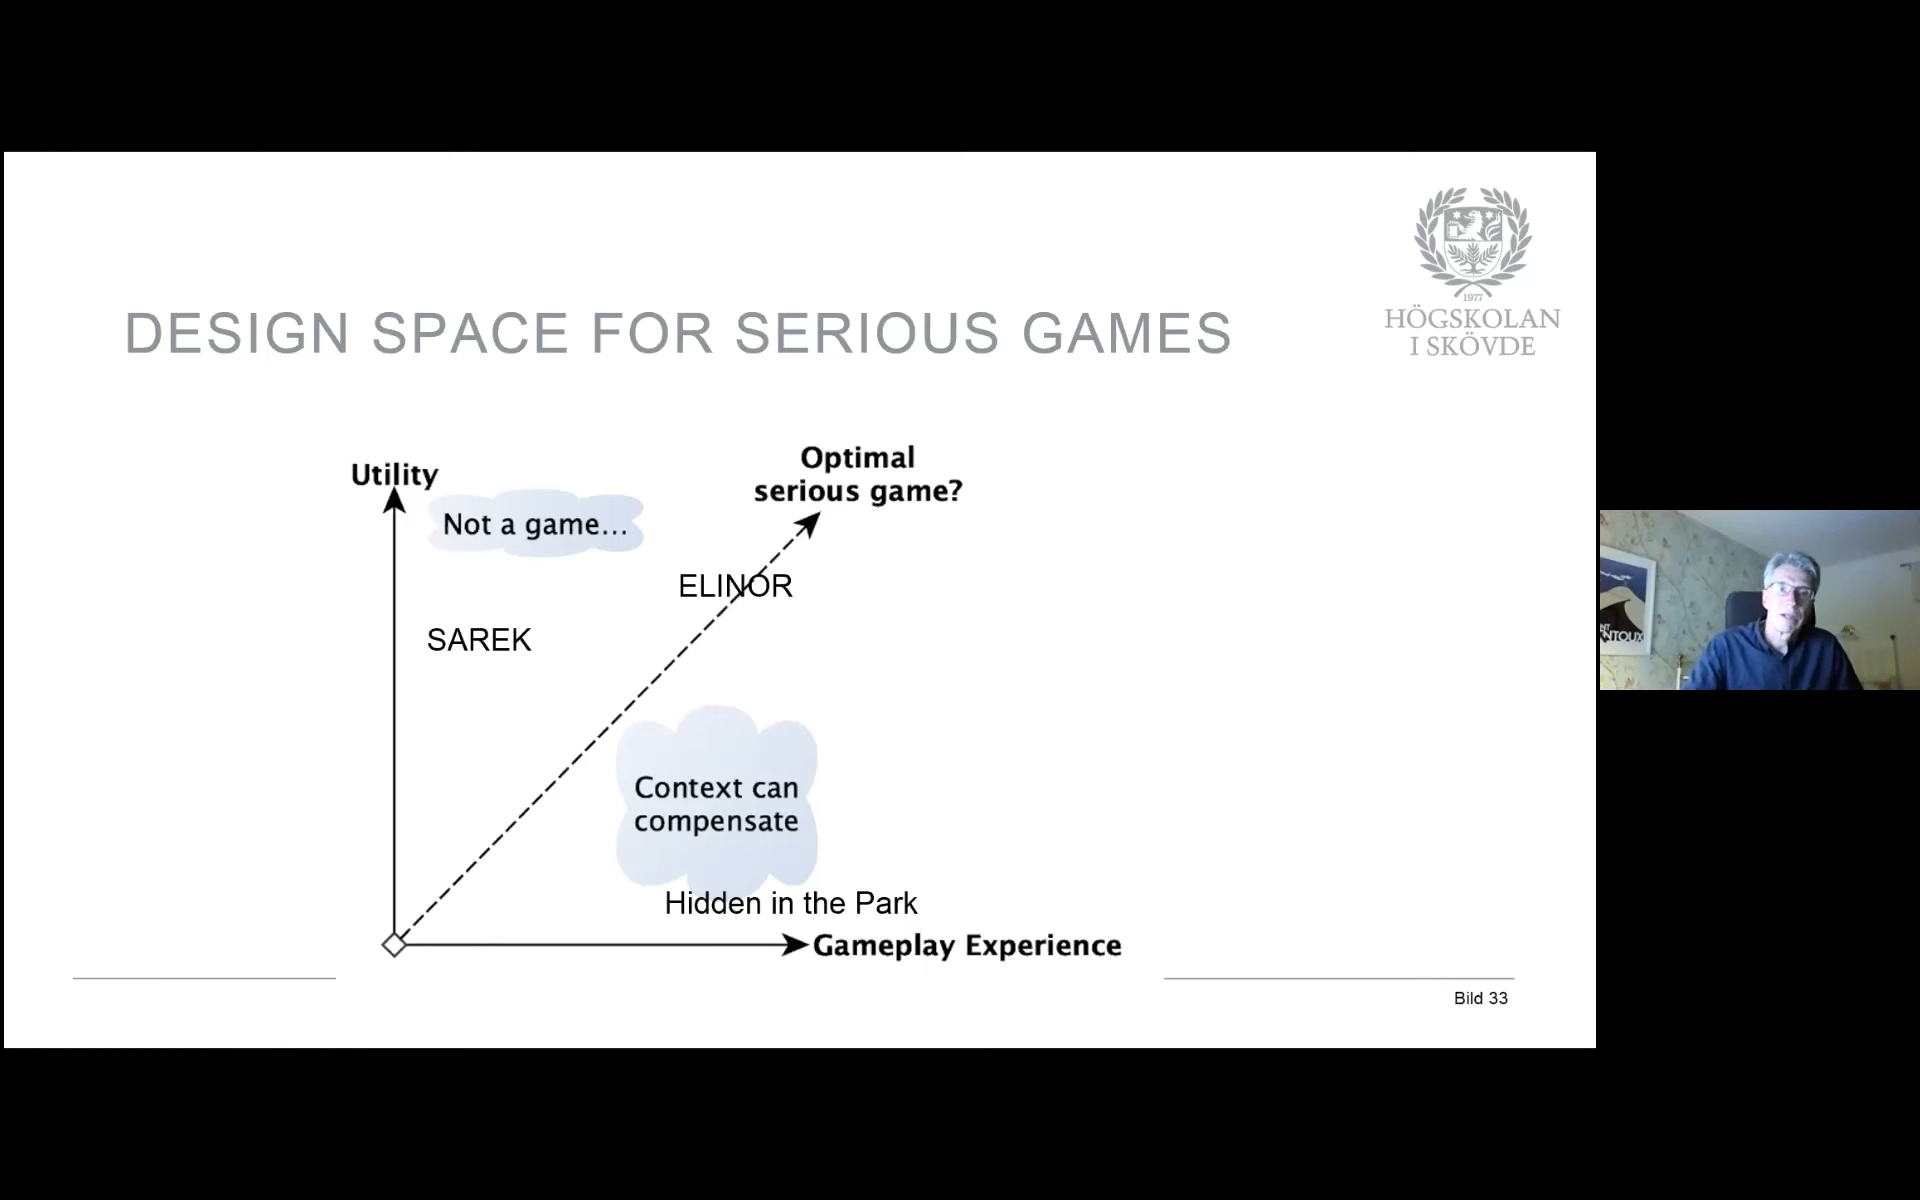 1977
HÖGSKOLAN
I SKÖVDE
DESIGN SPACE FOR SERIOUS GAMES
Utility
Optimal
serious game?
Not a game...
ELINOR
SAREK
Context can
compensate
Hidden in the Park
Gameplay Experience
Bild 33
NTOUX